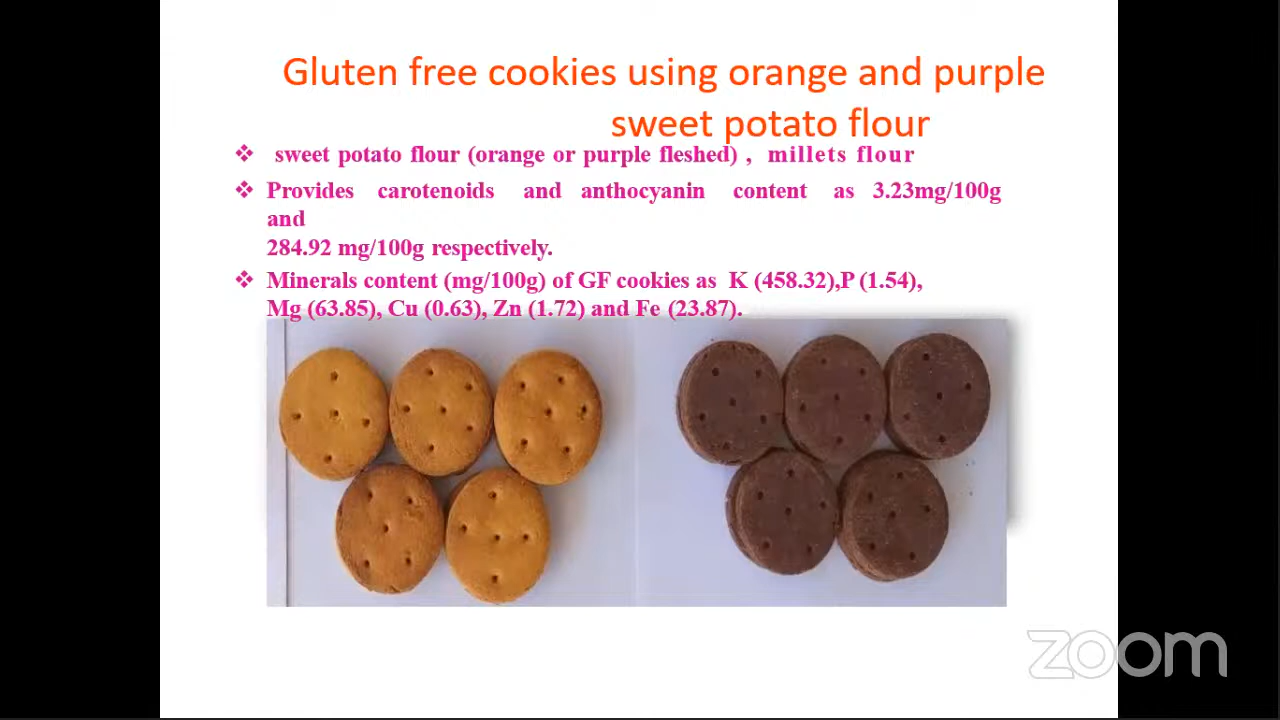 Gluten free cookies using orange and purple
sweet potato flour
❖ sweet potato flour (orange or purple fleshed) , millets flour
❖ Provides carotenoids and anthocyanin content as 3.23mg/100g
and
284.92 mg/100g respectively.
❖ Minerals content (mg/100g) of GF cookies as K (458.32),P (1.54),
Mg (63.85), Cu (0.63), Zn (1.72) and Fe (23.87).
zoom